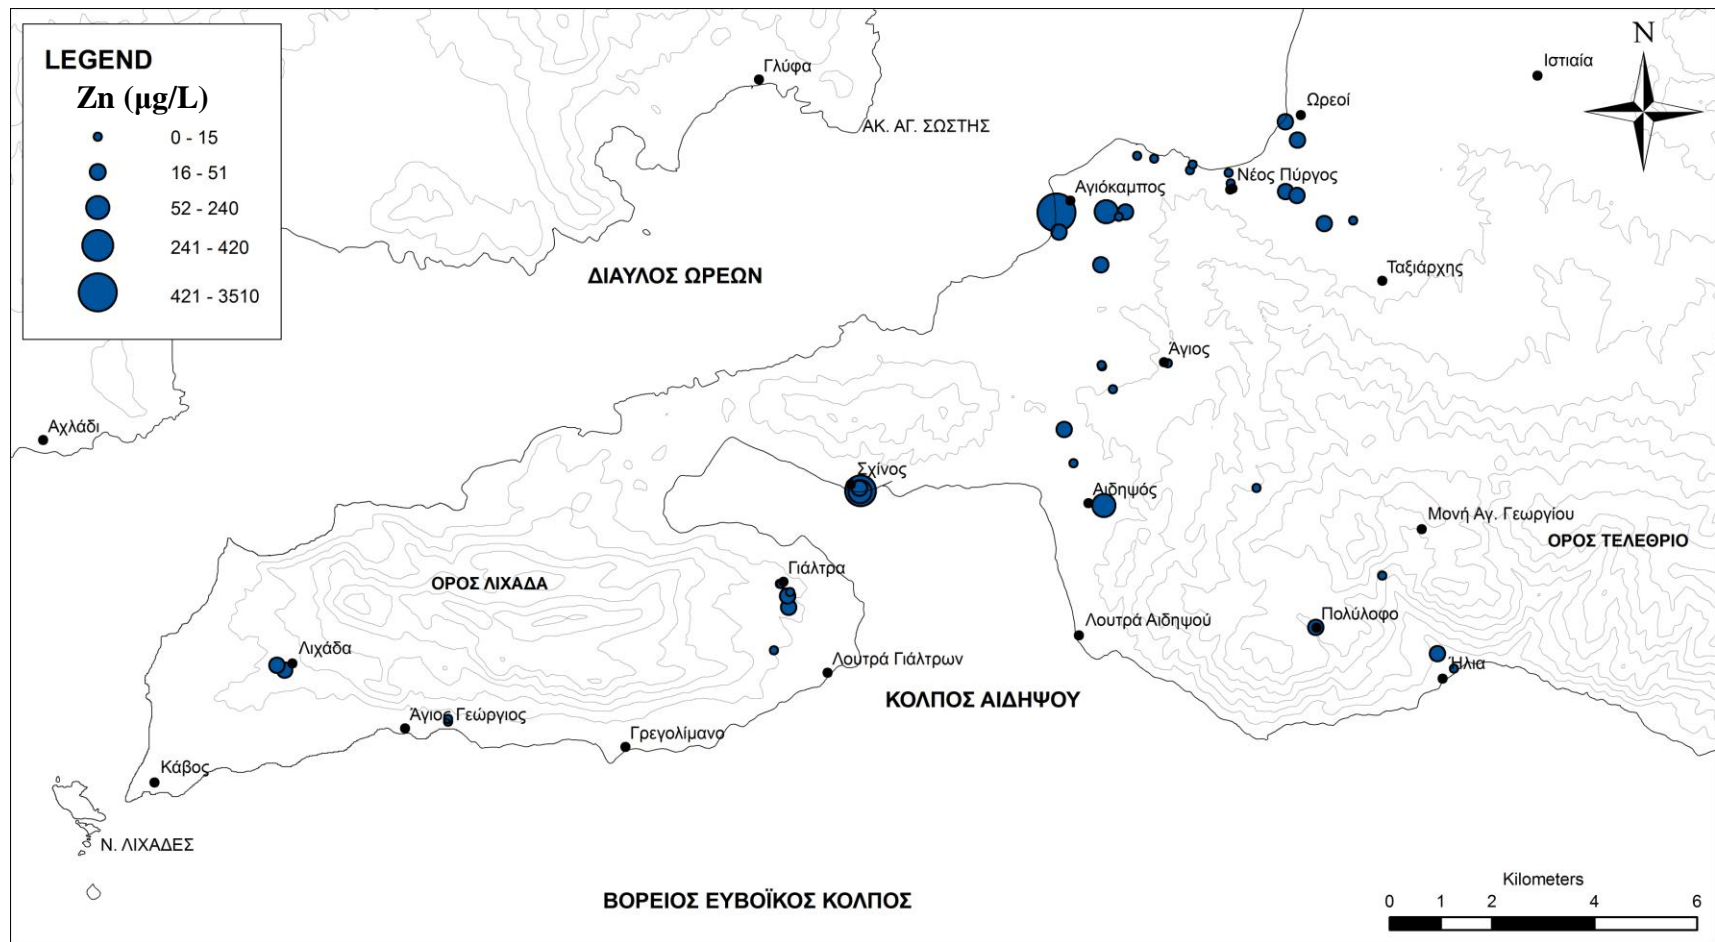 LEGEND
Zn (μg/L)
0 - 15
16 - 51
52 - 240
241 - 420
421 - 3510
Γλύφα
ΑΚ. ΑΓ. ΣΩΣΤΗΣ
N
Ιστιαία
Ωρεοί
Νέος Πύργος
Αγιόκαμπος
ΔΙΑΥΛΟΣ ΩΡΕΩΝ
Ταξιάρχης
Άγιος
Αχλάδι
Σχίνος
Αιδηψός
Μονή Αγ. Γεωργίου
ΟΡΟΣ ΤΕΛΕΘΡΙΟ
ΟΡΟΣ ΛΙΧΑΔΑ
Γιάλτρα
Πολύλοφο
Λουτρά Αιδηψού
Λιχάδα
Λουτρά Γιάλτρων
Ήλια
ΚΟΛΠΟΣ ΑΙΔΗΨΟΥ
Άγιος Γεώργιος
Γρεγολίμανο
Κάβος
Ν. ΛΙΧΑΔΕΣ
ΒΟΡΕΙΟΣ ΕΥΒΟΪΚΟΣ ΚΟΛΠΟΣ
Kilometers
0 1 2 4 6